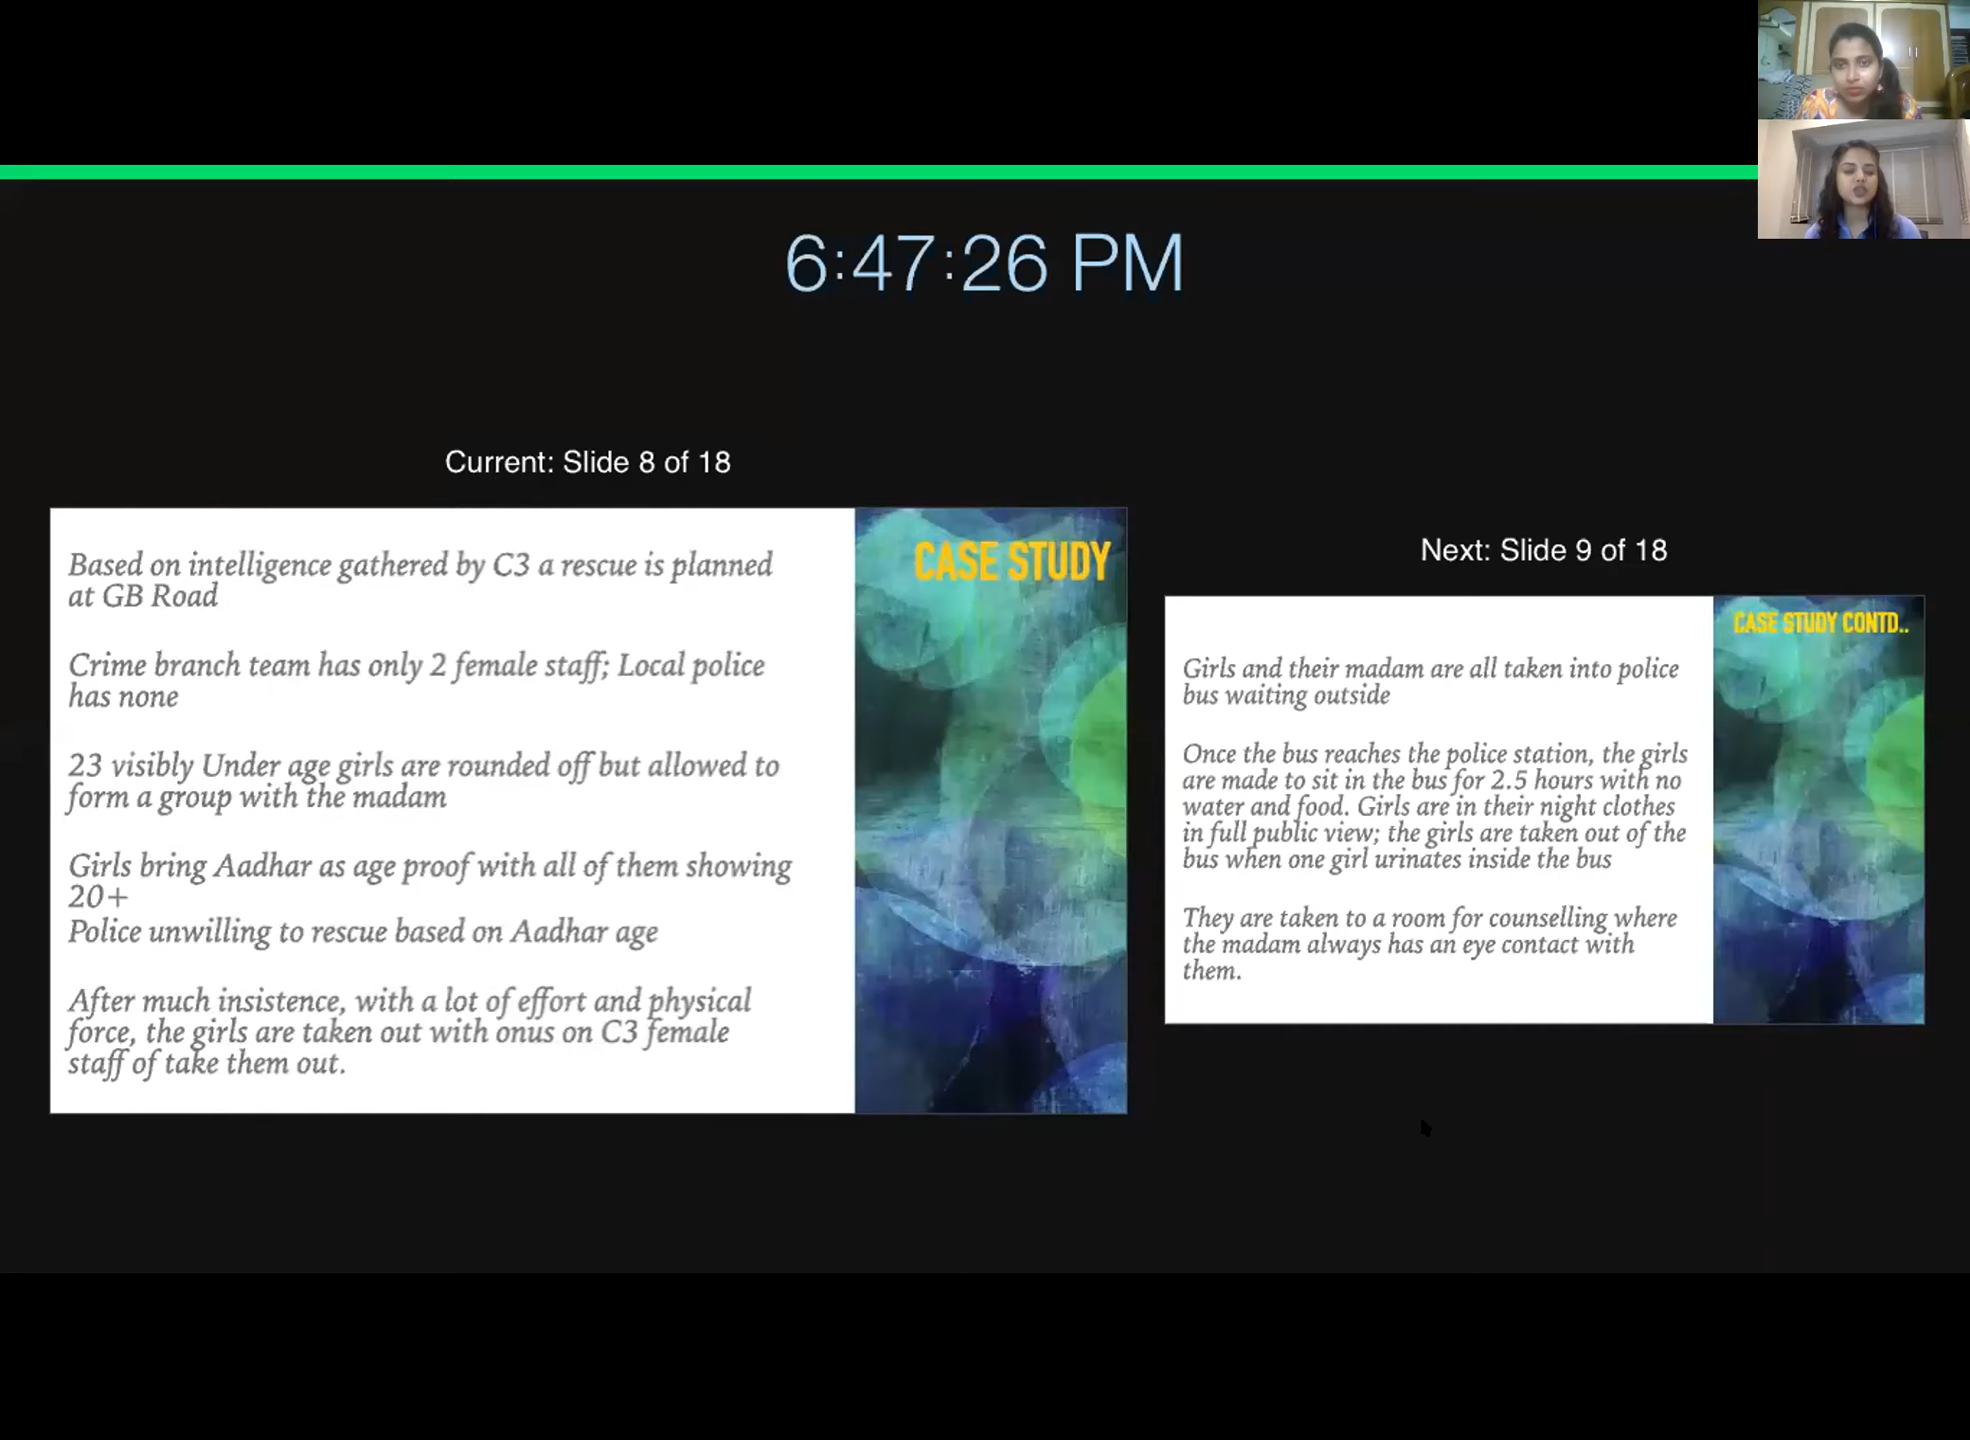 6:47:26 PM
Current: Slide 8 of 18
CASE STUDY
Based on intelligence gathered by C3 a rescue is planned
at GB Road
Crime branch team has only 2 female staff; Local police
has none
23 visibly Under age girls are rounded off but allowed to
form a group with the madam
Girls bring Aadhar as age proof with all of them showing
20+
Police unwilling to rescue based on Aadhar age
After much insistence, with a lot of effort and physical
force, the girls are taken out with onus on C3 female
staff of take them out.
Next: Slide 9 of 18
CASE STUDY CONTD..
Girls and their madam are all taken into police
bus waiting outside
Once the bus reaches the police station, the girls
are made to sit in the bus for 2.5 hours with no
water and food. Girls are in their night clothes
in full public view; the girls are taken out of the
bus when one girl urinates inside the bus
They are taken to a room for counselling where
the madam always has an eye contact with
them.